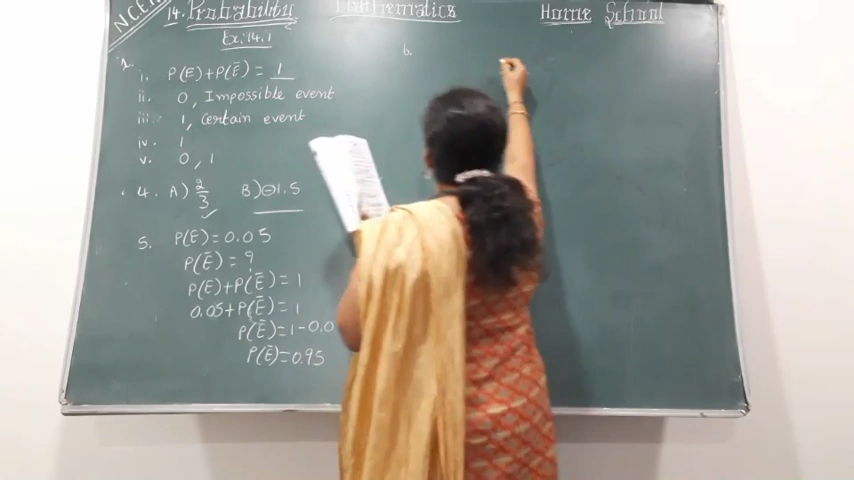 NCER
14. Probability
Mathematics
Home School
Ex: 14.1
1.
i. P(E)+P(Ē) = 1
ii. 0, Impossible event
iii. 1, Certain event
iv. 1
v. 0, 1
4. A) 2/3 ✓ B) -1.5
5. P(E)=0.05
P(Ē) = ?
P(E)+P(Ē) = 1
0.05+P(Ē) = 1
P(Ē)=1-0.0
P(Ē)=0.95
6.